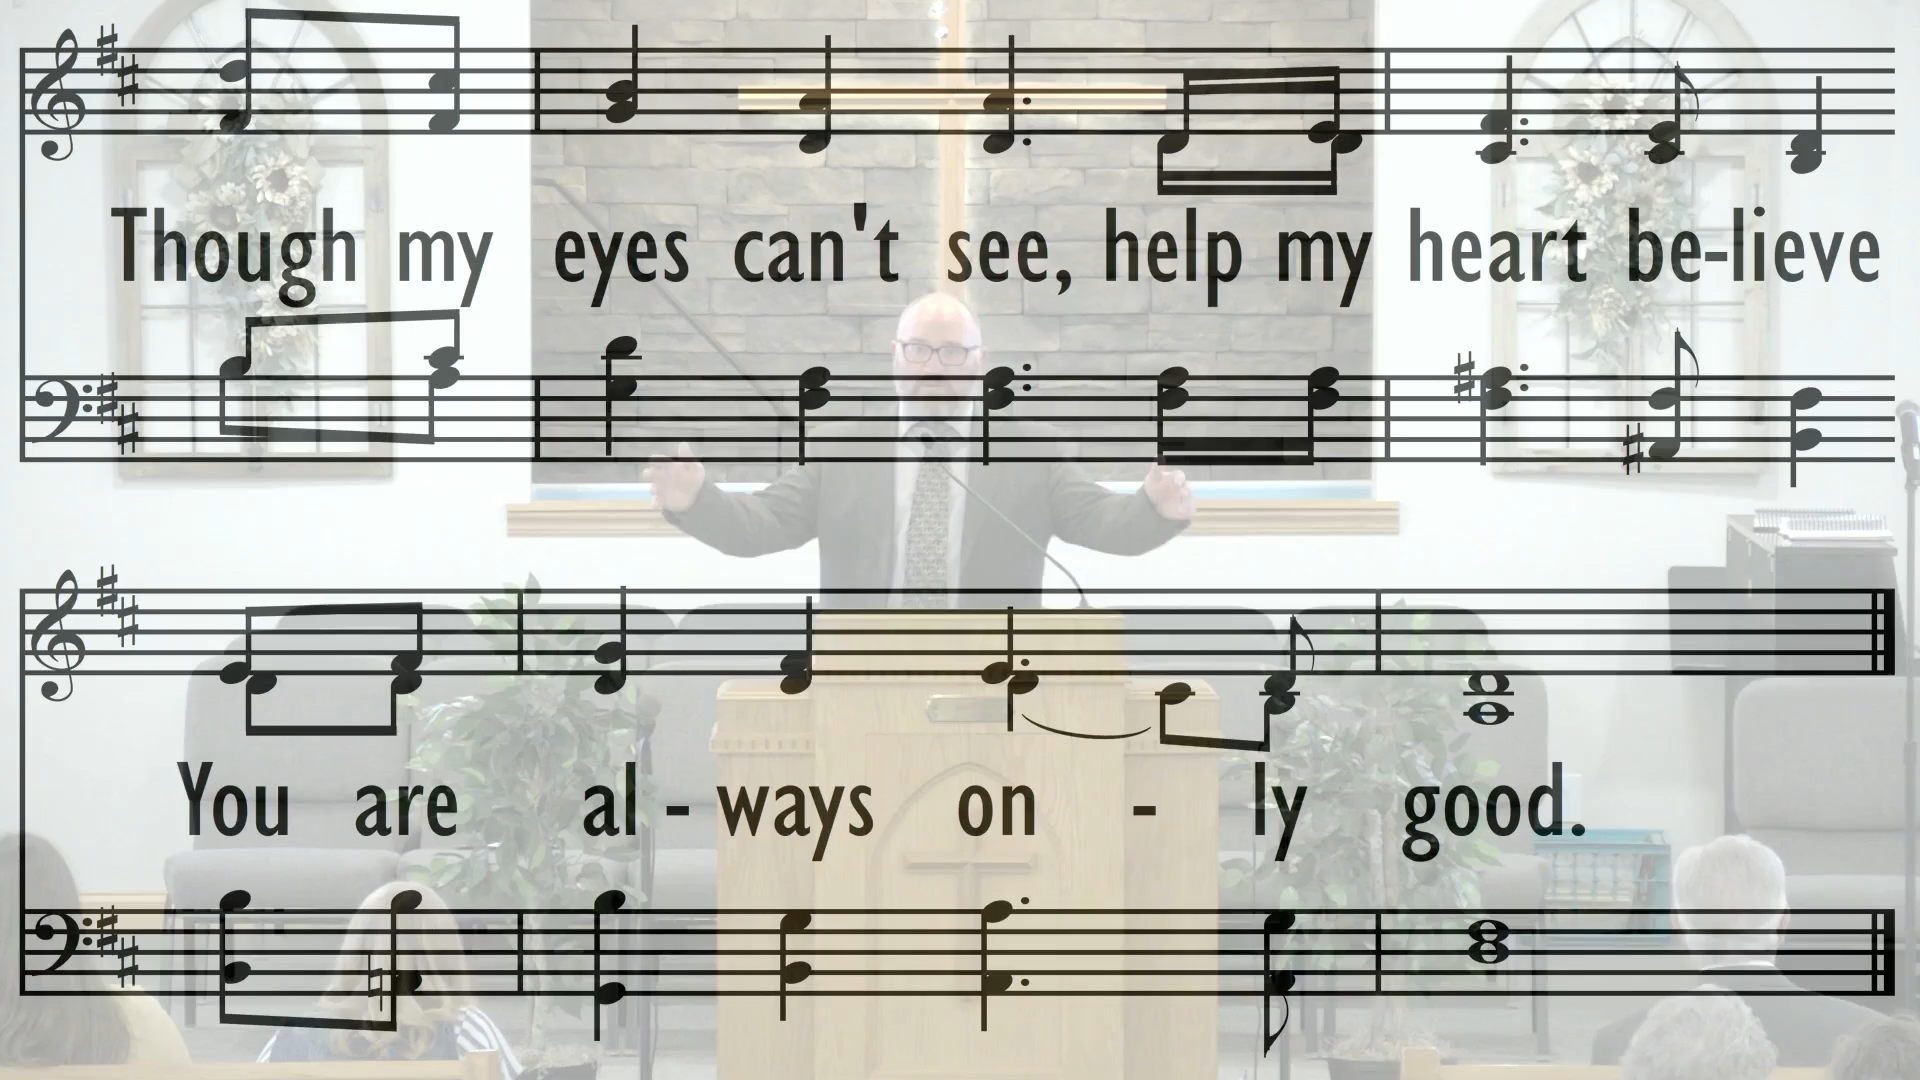 Though my eyes can't see, help my heart be-lieve
You are al - ways on - ly good.